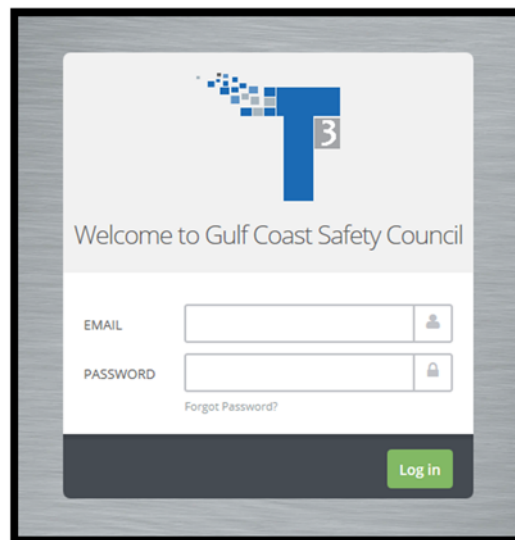 T
3
Welcome to Gulf Coast Safety Council
EMAIL
PASSWORD
Forgot Password?
Log in